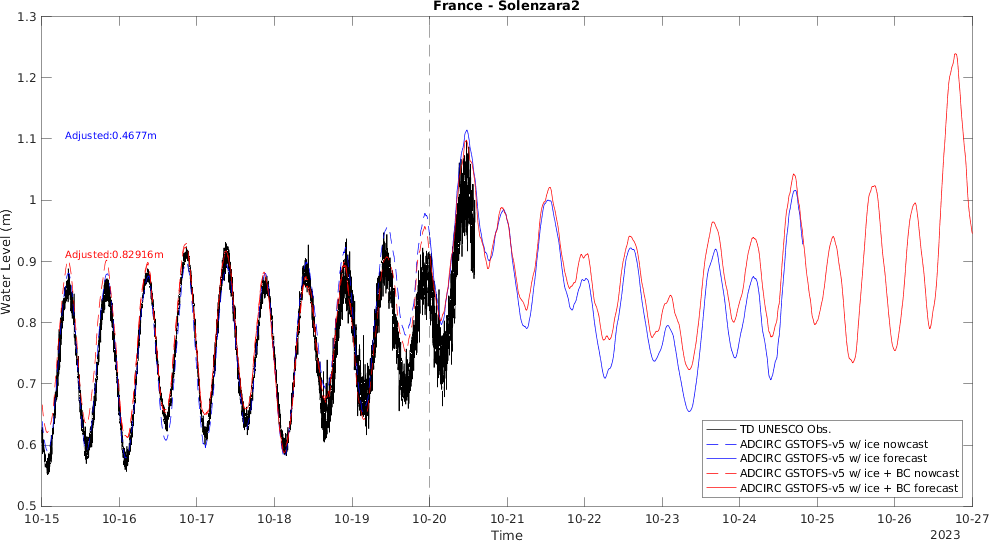 France - Solenzara2
1.3
1.2
1.1
1
0.9
0.8
0.7
0.6
0.5
Water Level (m)
Adjusted:0.4677m
Adjusted:0.82916m
TD UNESCO Obs.
ADCIRC GSTOFS-v5 w/ ice nowcast
ADCIRC GSTOFS-v5 w/ ice forecast
ADCIRC GSTOFS-v5 w/ ice + BC nowcast
ADCIRC GSTOFS-v5 w/ ice + BC forecast
10-15 10-16 10-17 10-18 10-19 10-20 10-21 10-22 10-23 10-24 10-25 10-26 10-27
Time
2023